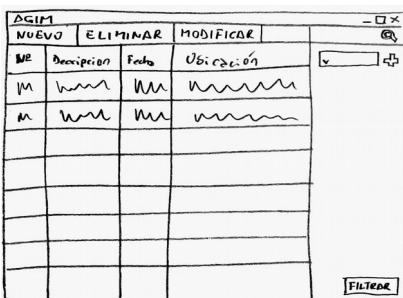 AGIM
NUEVO ELIMINAR MODIFICAR
Nº Descripcion Fecha Ubicación
FILTRAR